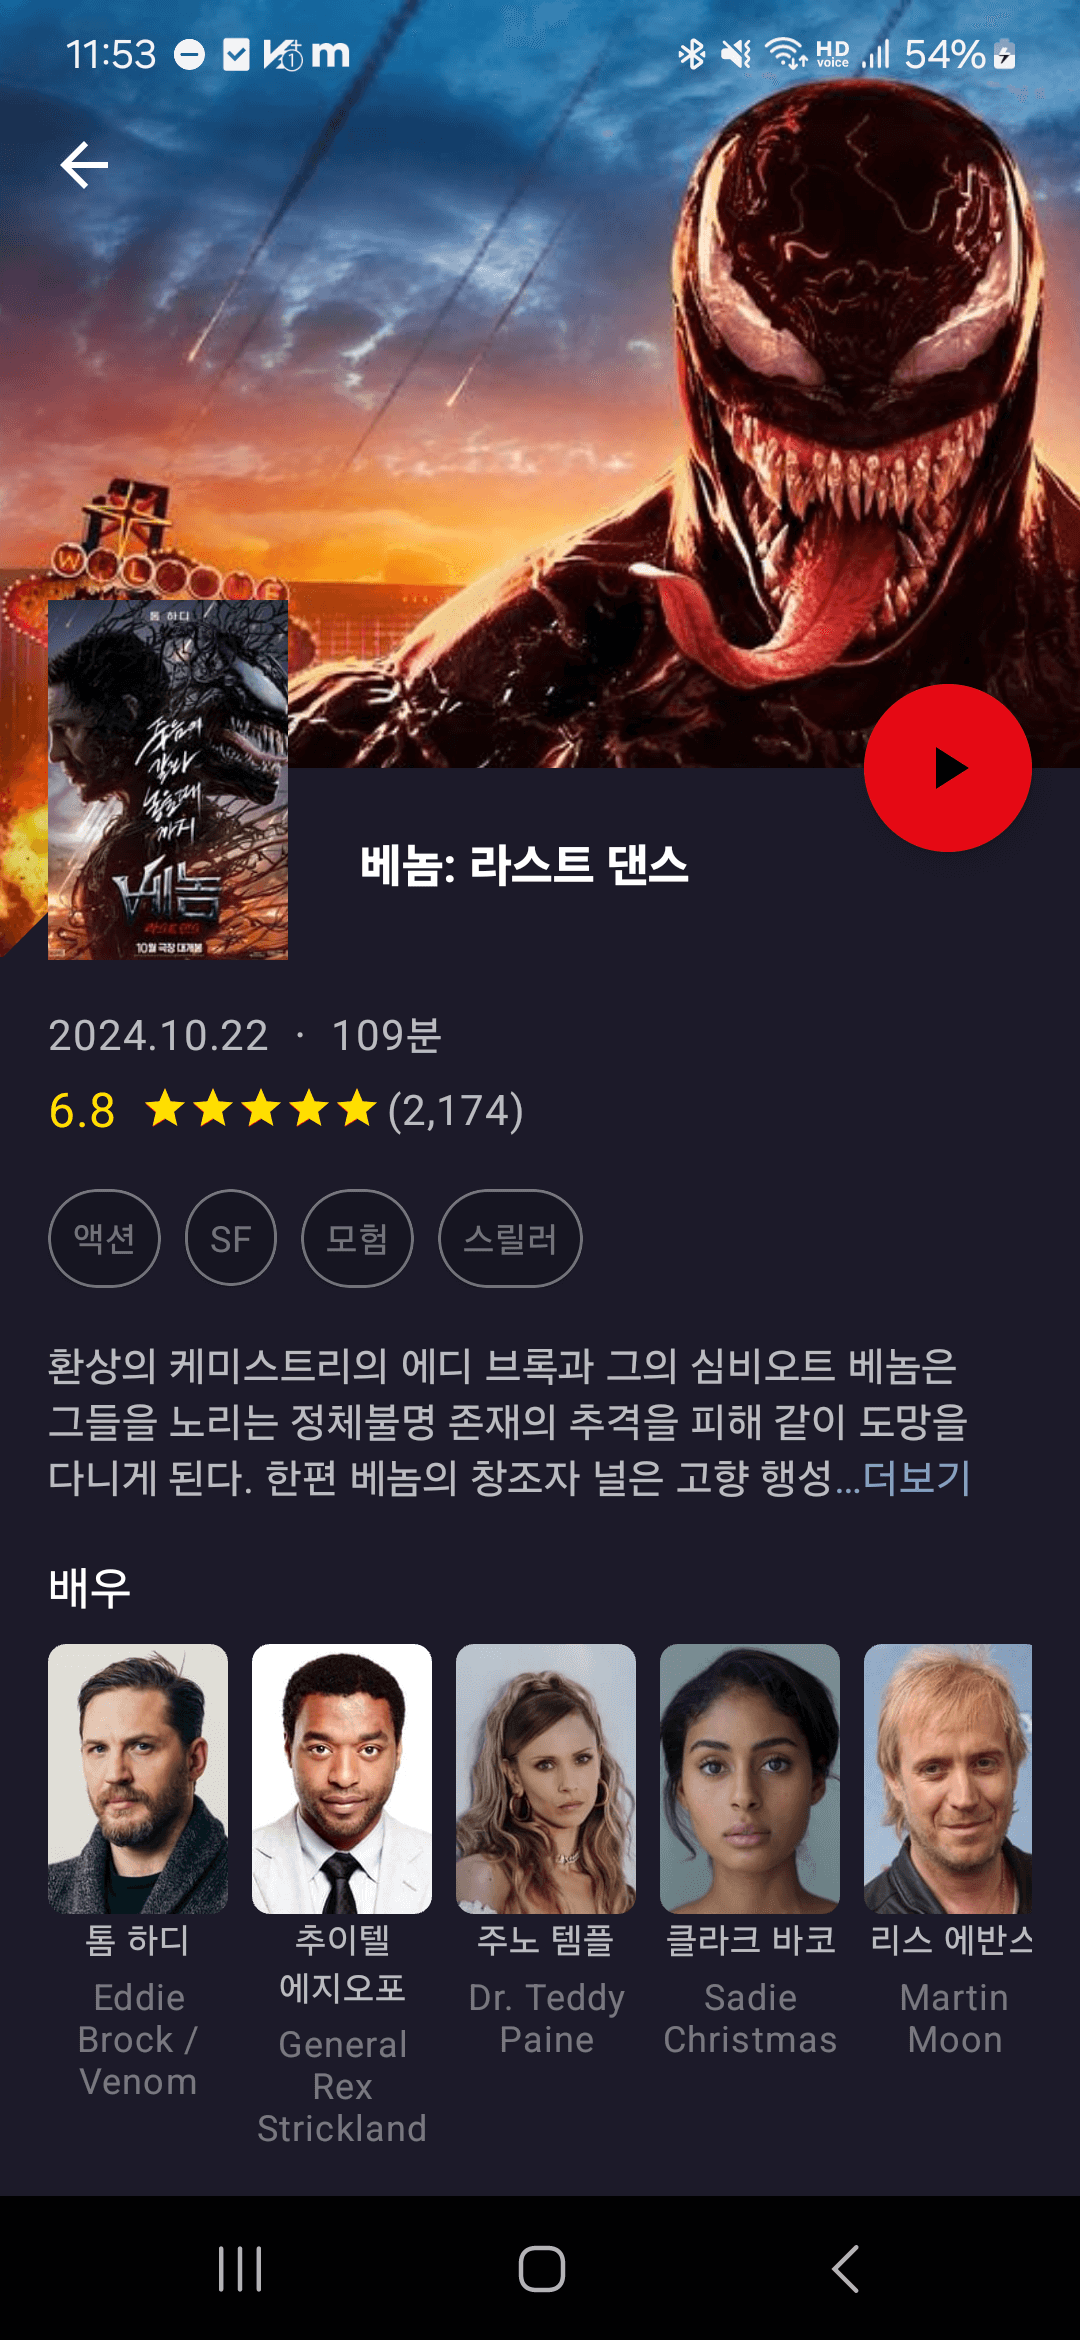 11:53
m
HD voice
54%
WELCOME
톰 하디
죽음이
갈라
놓을 때
까지
베놈
라스트 댄스
10월 극장 대개봉
베놈: 라스트 댄스
2024.10.22 · 109분
6.8 ★★★★★ (2,174)
액션 SF 모험 스릴러
환상의 케미스트리의 에디 브록과 그의 심비오트 베놈은
그들을 노리는 정체불명 존재의 추격을 피해 같이 도망을
다니게 된다. 한편 베놈의 창조자 널은 고향 행성...더보기
배우
톰 하디
Eddie
Brock /
Venom
추이텔
에지오포
General
Rex
Strickland
주노 템플
Dr. Teddy
Paine
클라크 바코
Sadie
Christmas
리스 에반스
Martin
Moon